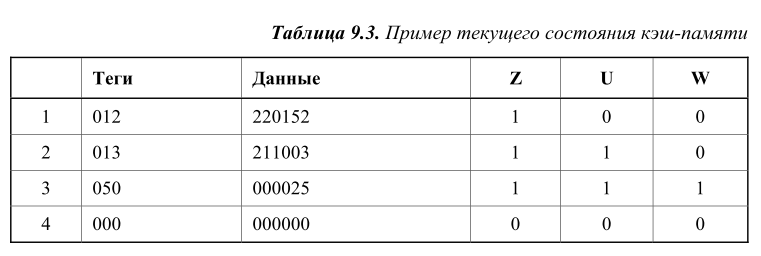 Таблица 9.3. Пример текущего состояния кэш-памяти
Теги Данные Z U W
1 012 220152 1 0 0
2 013 211003 1 1 0
3 050 000025 1 1 1
4 000 000000 0 0 0